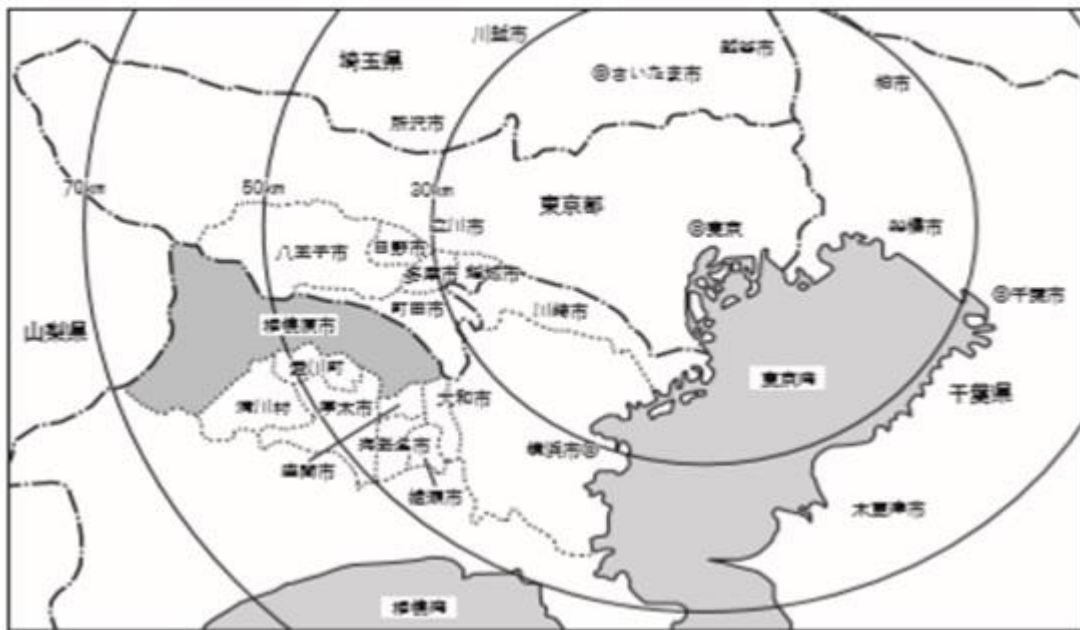 川越市
越谷市
埼玉県
◎さいたま市
柏市
所沢市
70km
50km
30km
東京都
立川市
◎東京
船橋市
八王子市
日野市
多摩市
稲城市
◎千葉市
町田市
川崎市
山梨県
相模原市
愛川町
東京湾
千葉県
清川村
厚木市
大和市
海老名市
横浜市◎
座間市
綾瀬市
木更津市
相模湾